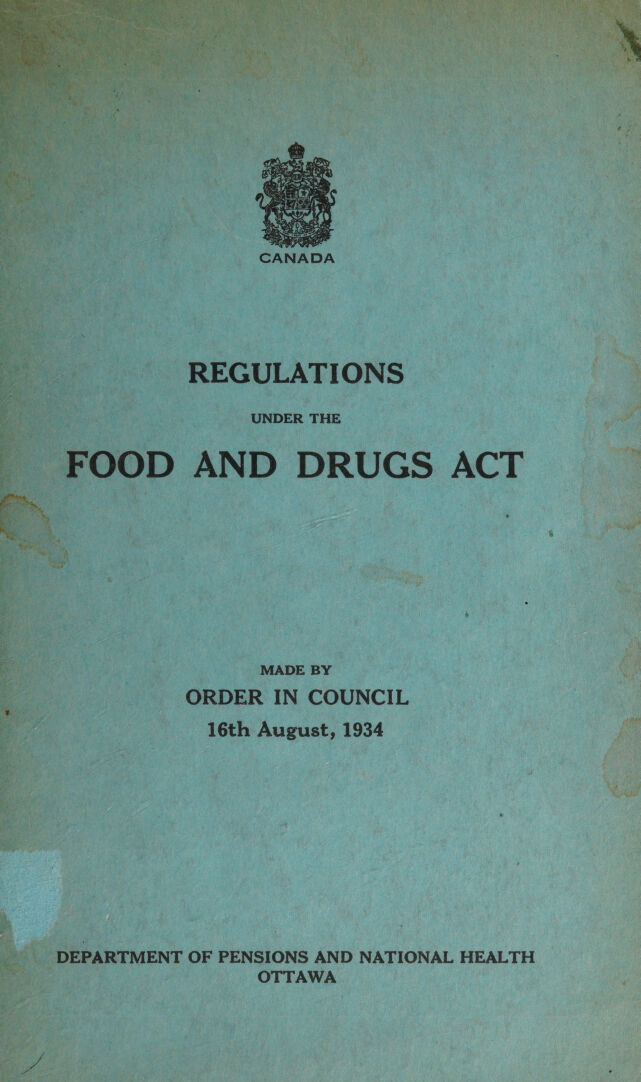 CANADA
REGULATIONS
UNDER THE
FOOD AND DRUGS ACT
MADE BY
ORDER IN COUNCIL
16th August, 1934
DEPARTMENT OF PENSIONS AND NATIONAL HEALTH
OTTAWA